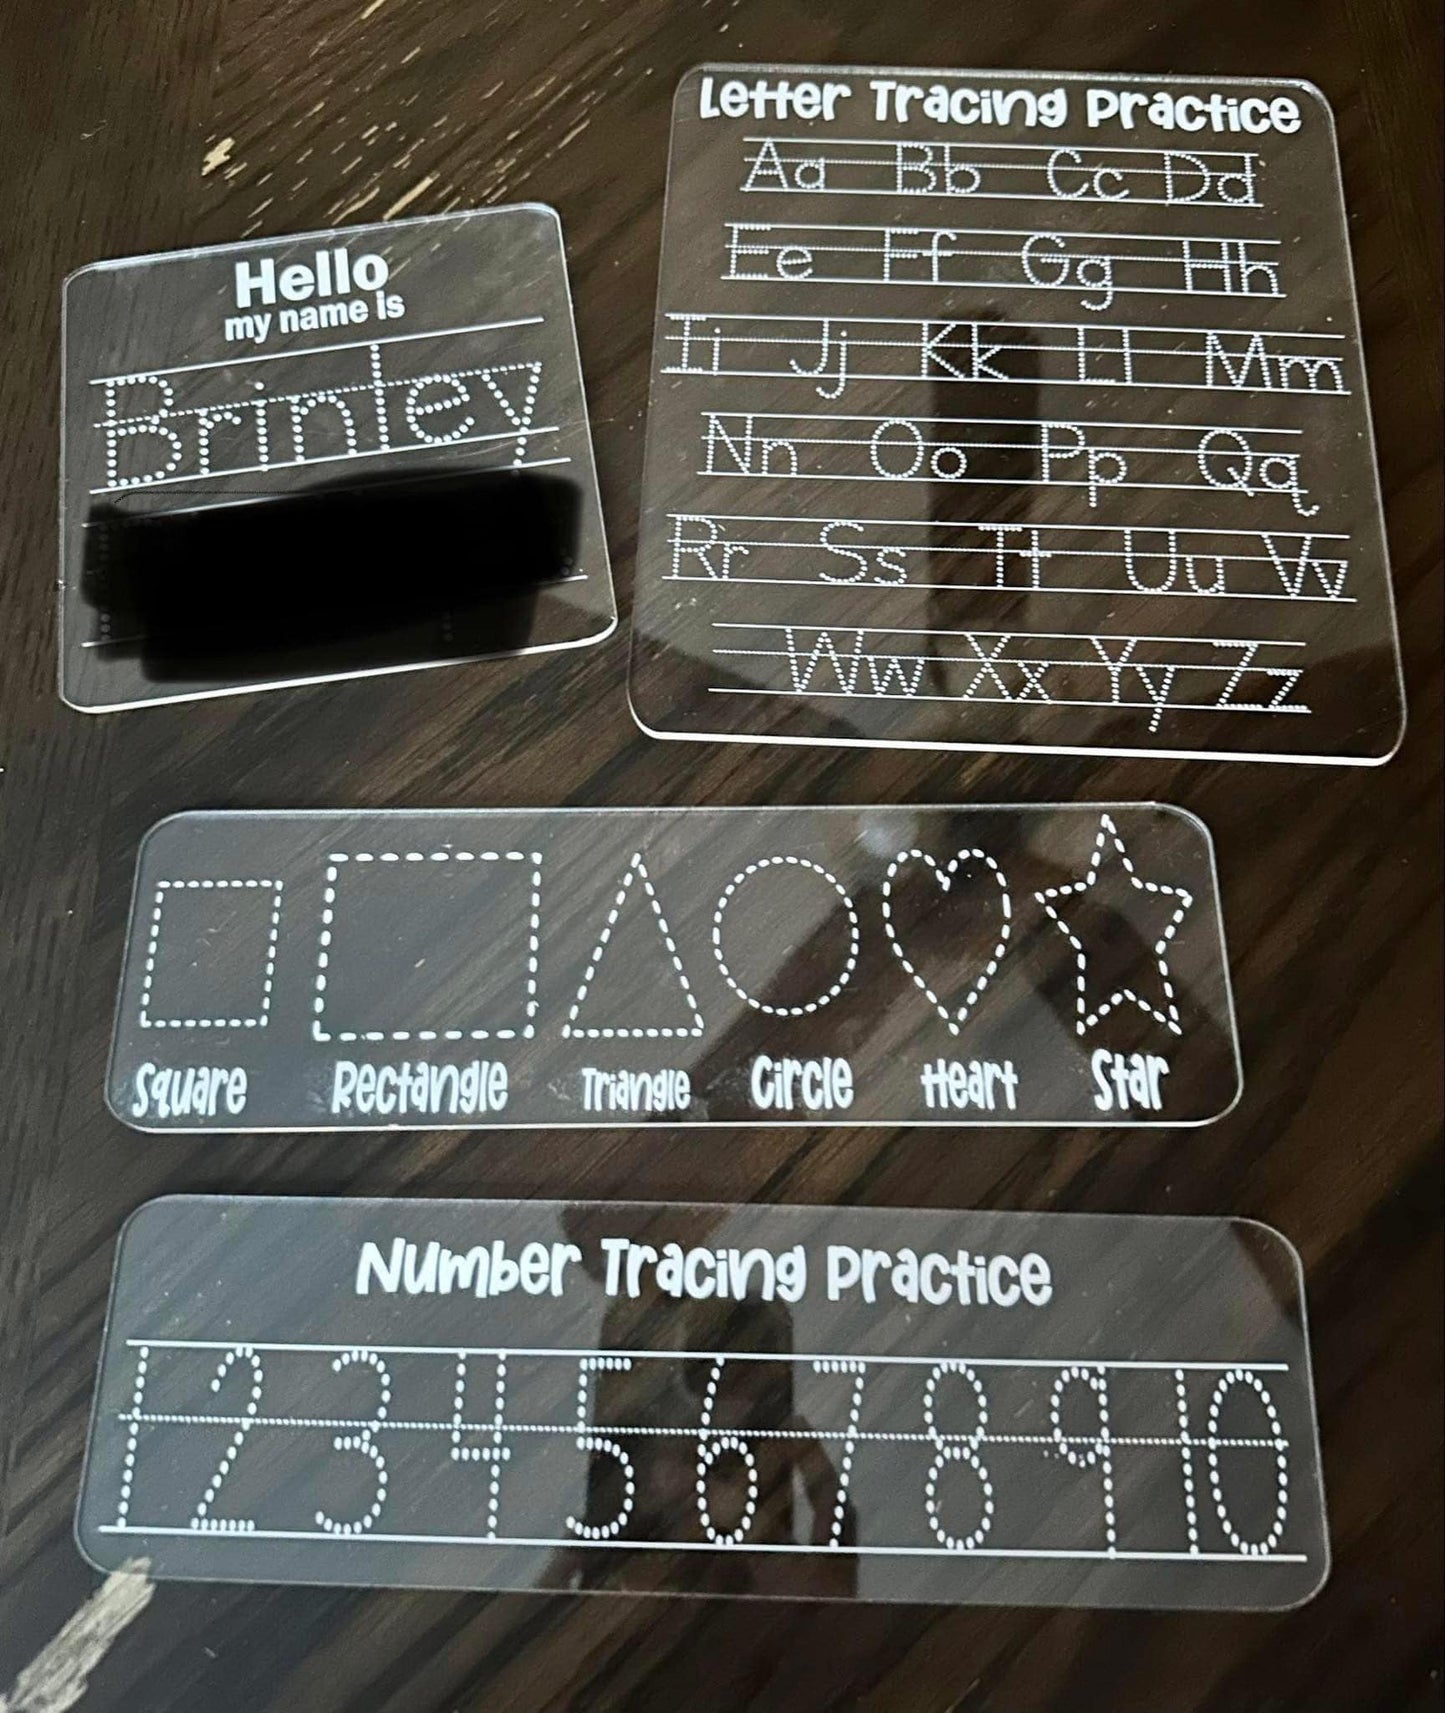 Hello
my name is
Brinley
Letter Tracing Practice
Aa Bb Cc Dd
Ee Ff Gg Hh
Ii Jj Kk Ll Mm
Nn Oo Pp Qq
Rr Ss Tt Uu Vv
Ww Xx Yy Zz
Square Rectangle Triangle Circle Heart Star
Number Tracing Practice
1 2 3 4 5 6 7 8 9 10